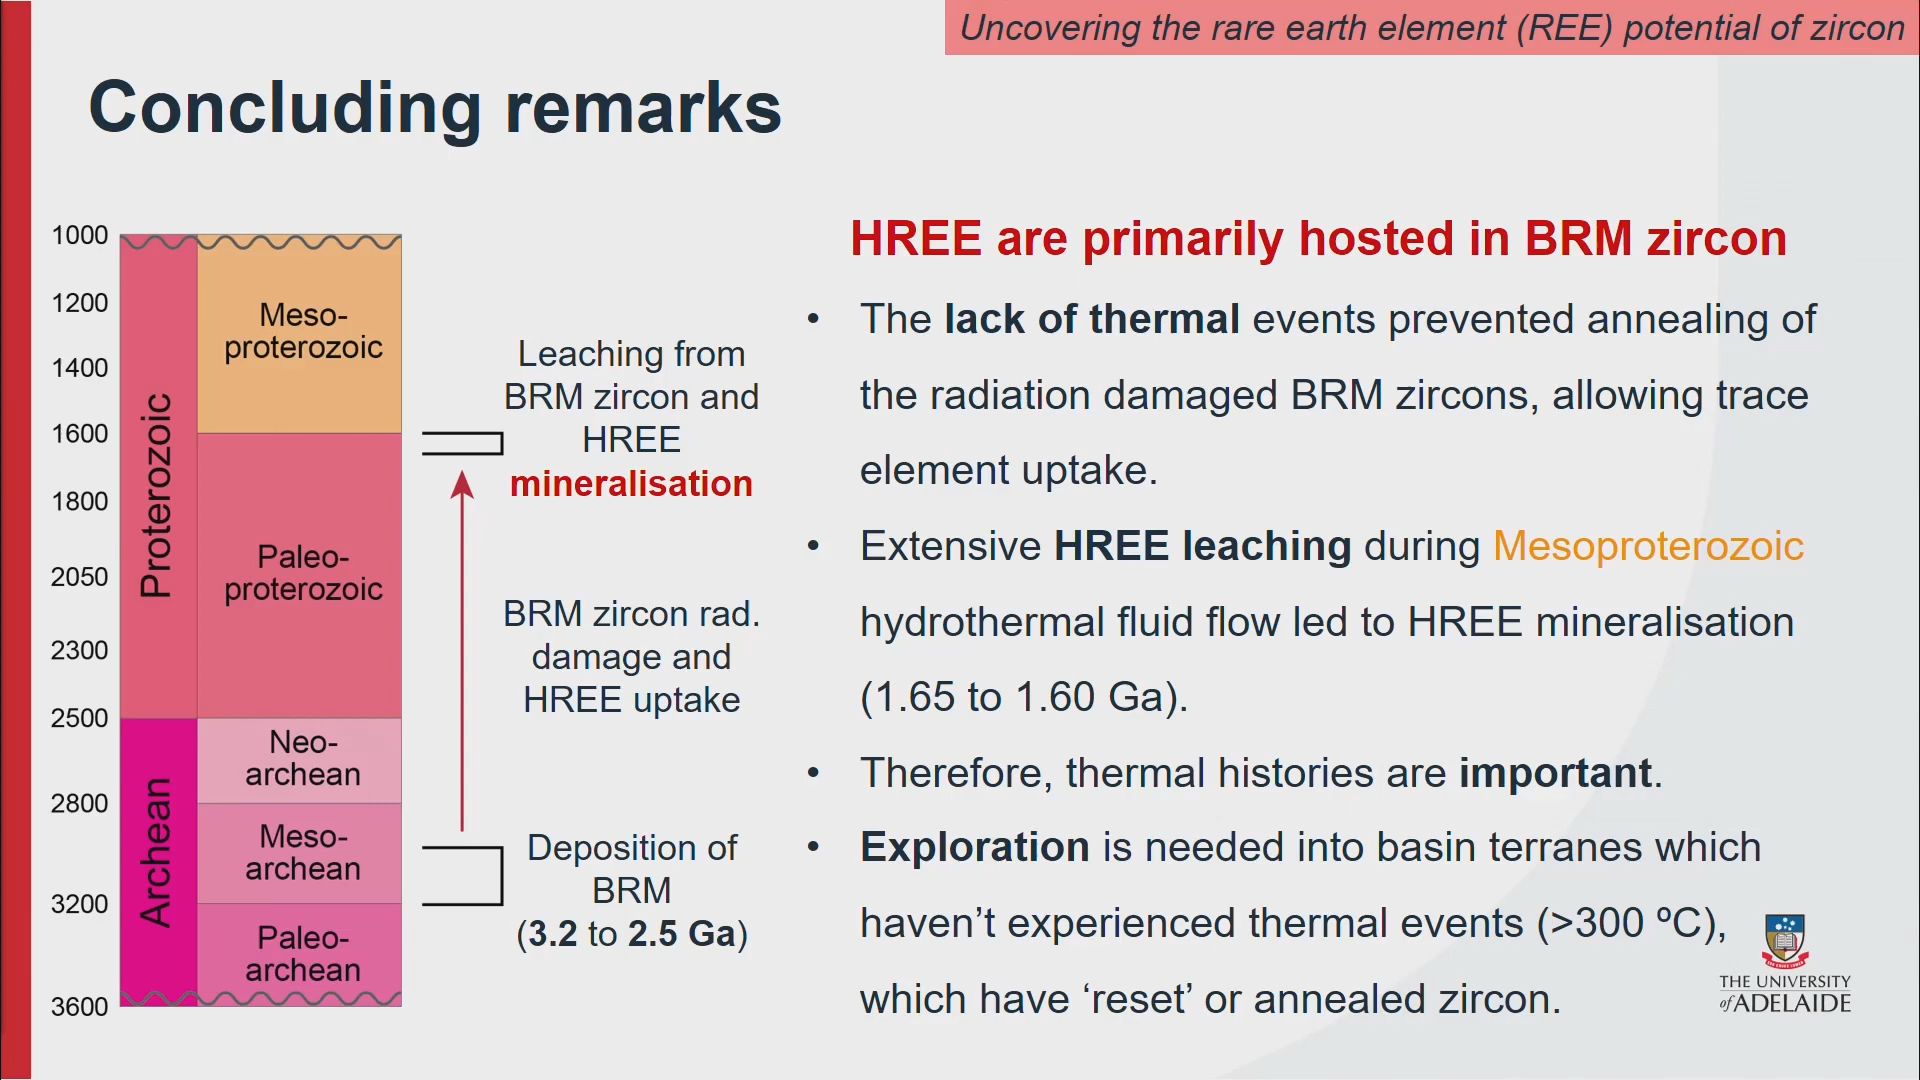 Uncovering the rare earth element (REE) potential of zircon
Concluding remarks
1000
1200
1400
1600
1800
2050
2300
2500
2800
3200
3600
Proterozoic
Archean
Meso-
proterozoic
Paleo-
proterozoic
Neo-
archean
Meso-
archean
Paleo-
archean
Leaching from
BRM zircon and
HREE
mineralisation
BRM zircon rad.
damage and
HREE uptake
Deposition of
BRM
(3.2 to 2.5 Ga)
HREE are primarily hosted in BRM zircon
• The lack of thermal events prevented annealing of
the radiation damaged BRM zircons, allowing trace
element uptake.
• Extensive HREE leaching during Mesoproterozoic
hydrothermal fluid flow led to HREE mineralisation
(1.65 to 1.60 Ga).
• Therefore, thermal histories are important.
• Exploration is needed into basin terranes which
haven’t experienced thermal events (>300 ºC),
which have ‘reset’ or annealed zircon.
THE UNIVERSITY
of ADELAIDE